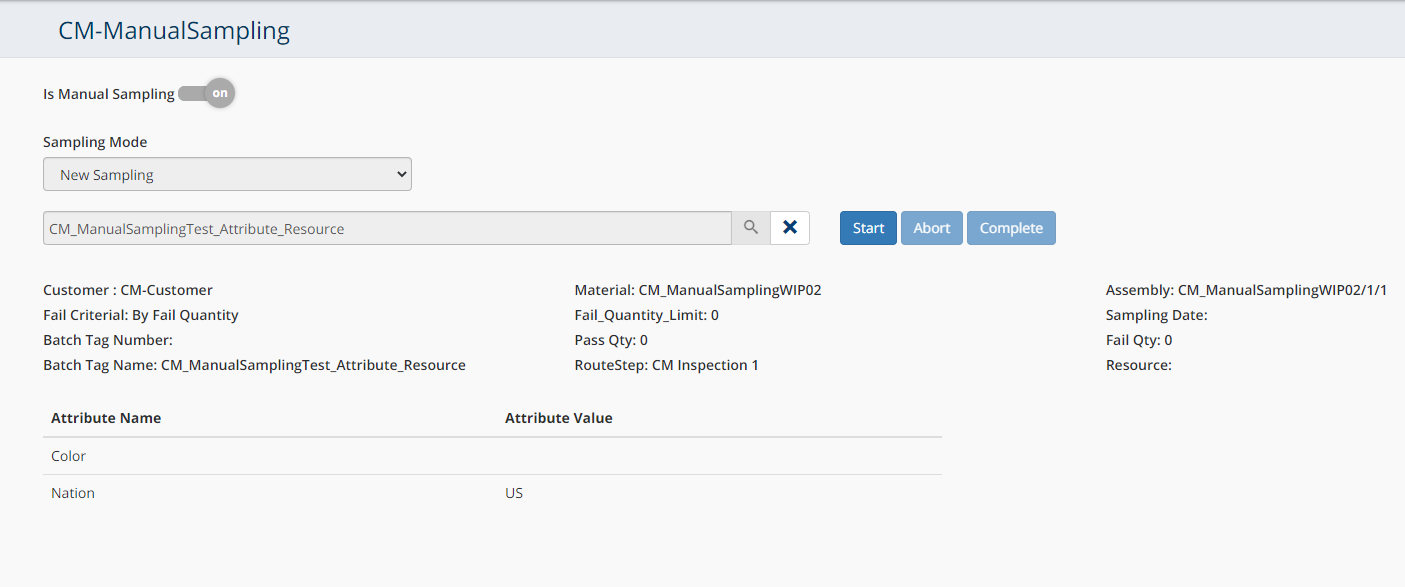 CM-ManualSampling
Is Manual Sampling on
Sampling Mode
New Sampling
CM_ManualSamplingTest_Attribute_Resource
Start Abort Complete
Customer : CM-Customer Material: CM_ManualSamplingWIP02 Assembly: CM_ManualSamplingWIP02/1/1
Fail Criterial: By Fail Quantity Fail_Quantity_Limit: 0 Sampling Date:
Batch Tag Number: Pass Qty: 0 Fail Qty: 0
Batch Tag Name: CM_ManualSamplingTest_Attribute_Resource RouteStep: CM Inspection 1 Resource:
Attribute Name Attribute Value
Color
Nation US